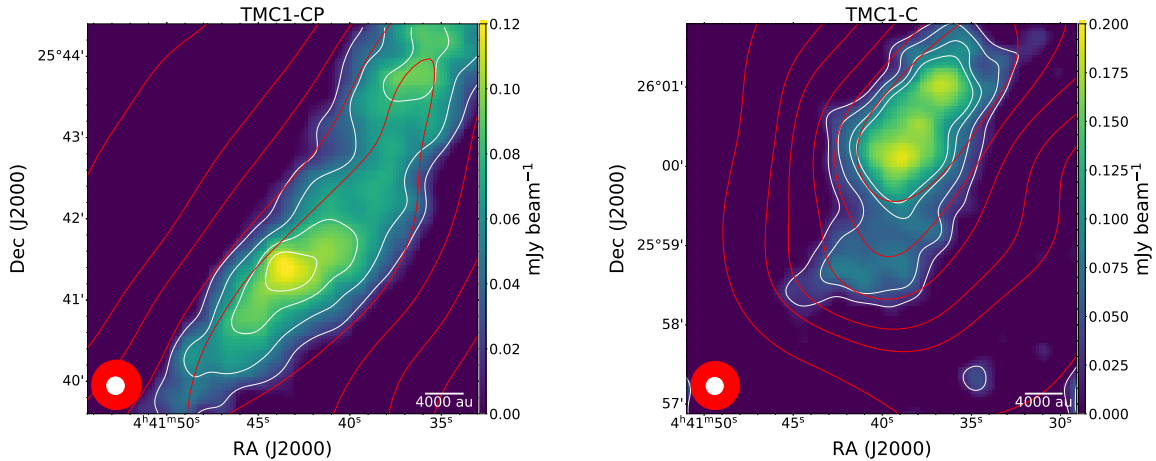 TMC1-CP
25°44'
43'
42'
41'
40'
Dec (J2000)
4ʰ41ᵐ50ˢ
45ˢ
40ˢ
35ˢ
RA (J2000)
4000 au
0.12
0.10
0.08
0.06
0.04
0.02
0.00
mJy beam⁻¹
TMC1-C
26°01'
00'
25°59'
58'
57'
Dec (J2000)
4ʰ41ᵐ50ˢ
45ˢ
40ˢ
35ˢ
30ˢ
RA (J2000)
4000 au
0.200
0.175
0.150
0.125
0.100
0.075
0.050
0.025
0.000
mJy beam⁻¹